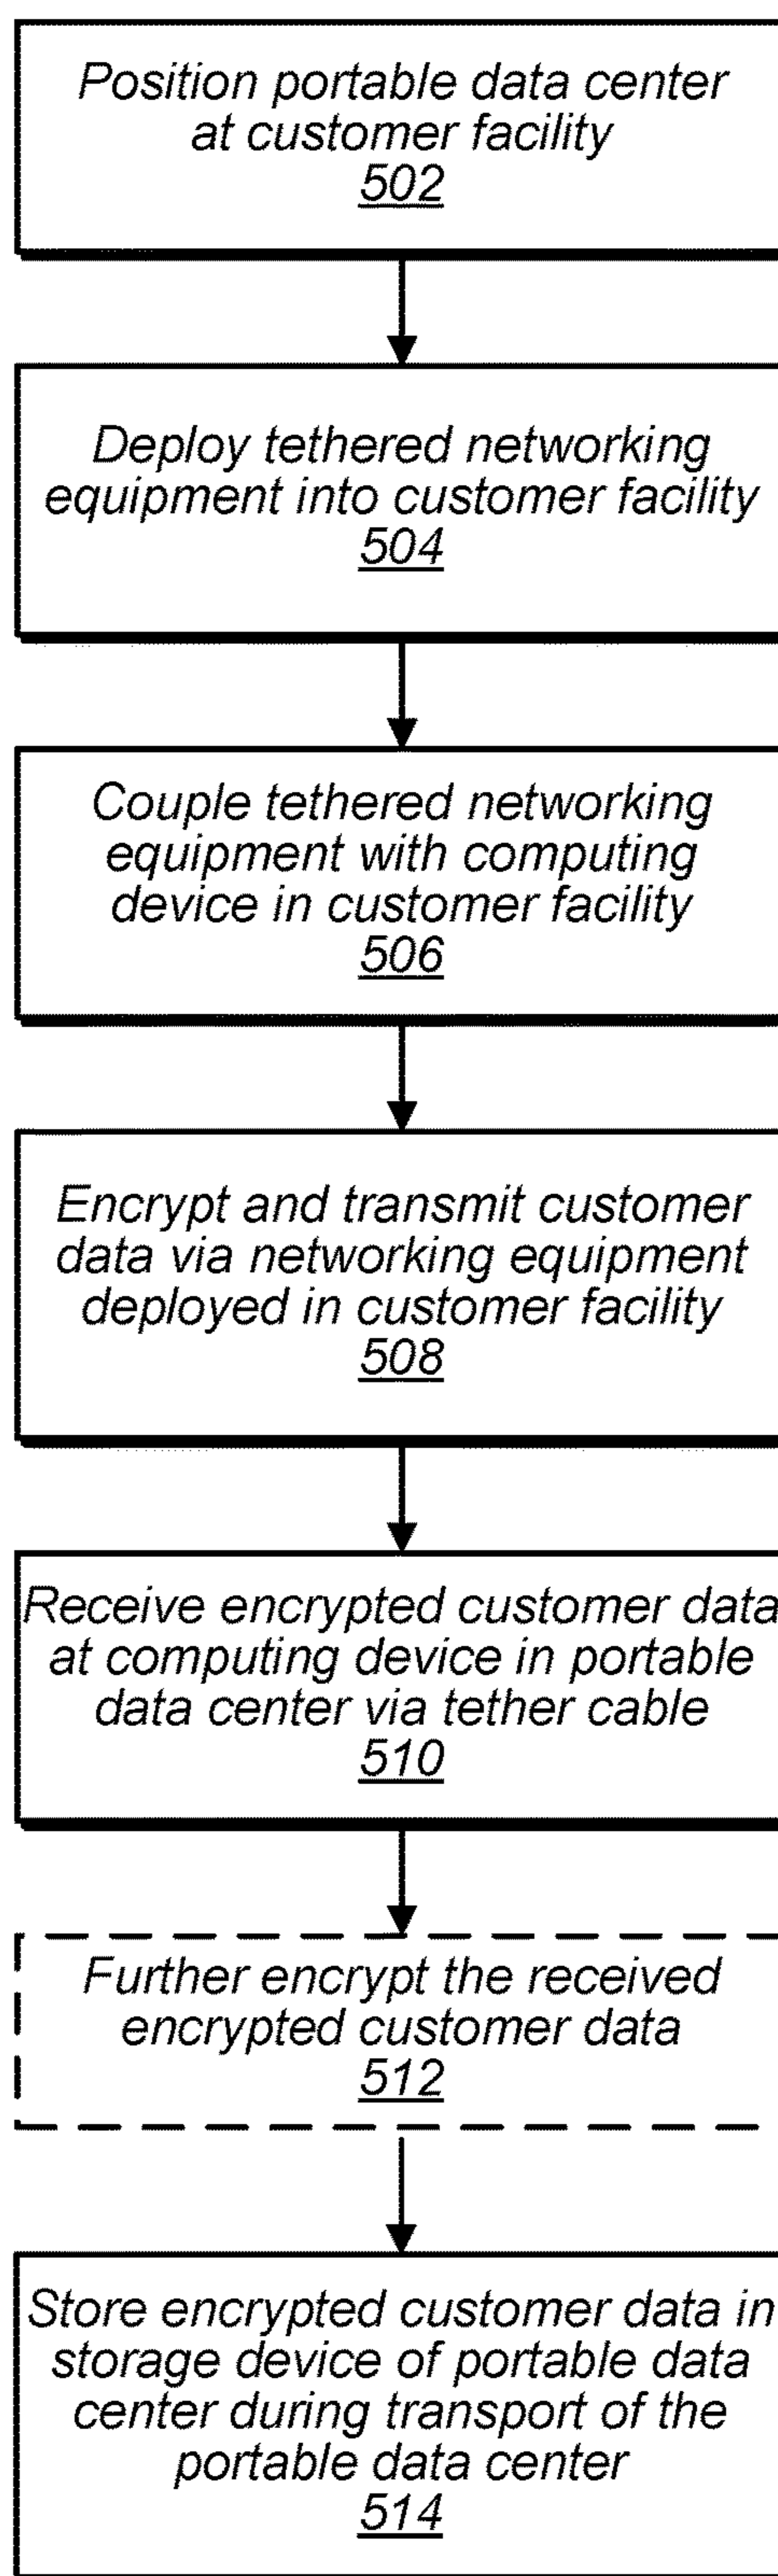 Position portable data center
at customer facility
502
Deploy tethered networking
equipment into customer facility
504
Couple tethered networking
equipment with computing
device in customer facility
506
Encrypt and transmit customer
data via networking equipment
deployed in customer facility
508
Receive encrypted customer data
at computing device in portable
data center via tether cable
510
Further encrypt the received
encrypted customer data
512
Store encrypted customer data in
storage device of portable data
center during transport of the
portable data center
514